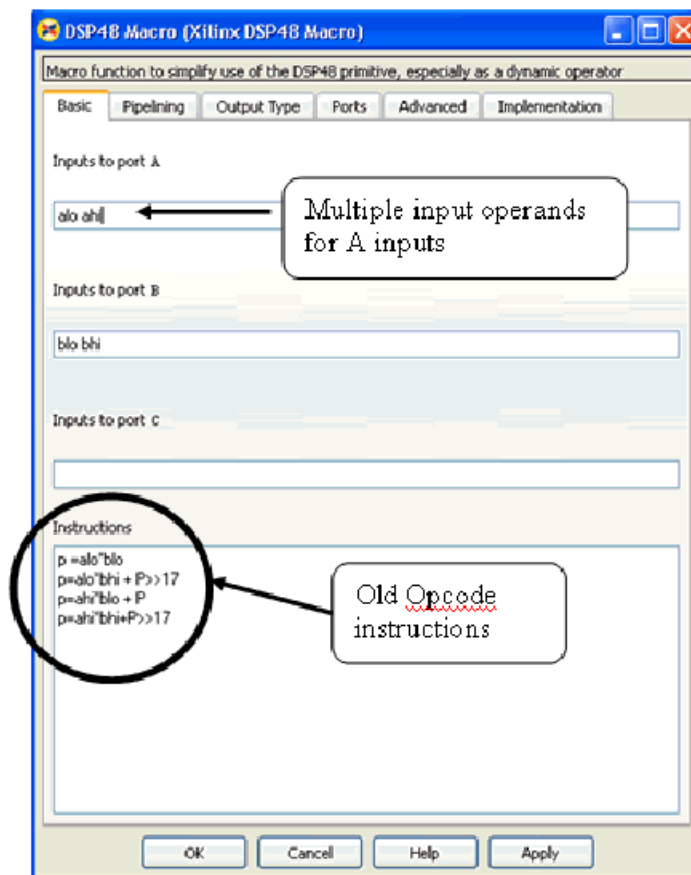 DSP48 Macro (Xilinx DSP48 Macro)
Macro function to simplify use of the DSP48 primitive, especially as a dynamic operator
Basic Pipelining Output Type Ports Advanced Implementation
Inputs to port A
alo ahi
Multiple input operands
for A inputs
Inputs to port B
blo bhi
Inputs to port C
Instructions
p =alo*blo
p=alo*bhi + P>>17
p=ahi*blo + P
p=ahi*bhi+P>>17
Old Opcode
instructions
OK Cancel Help Apply